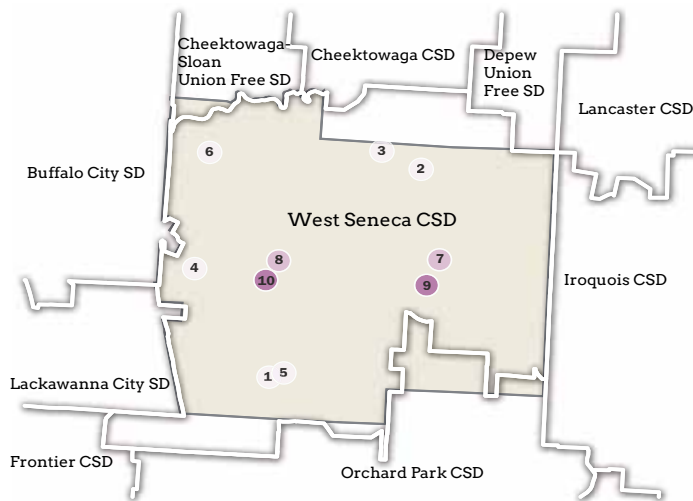 Cheektowaga-
Sloan
Union Free SD
Cheektowaga CSD
Depew
Union
Free SD
Lancaster CSD
Buffalo City SD
6
3
2
West Seneca CSD
4
8
10
7
9
Iroquois CSD
1
5
Lackawanna City SD
Frontier CSD
Orchard Park CSD